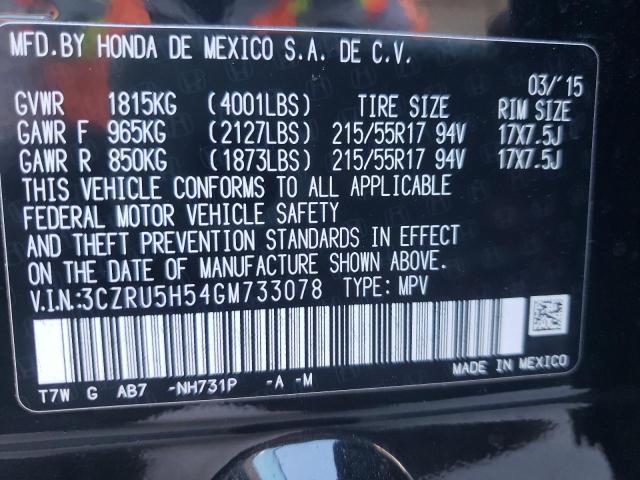 MFD.BY HONDA DE MEXICO S.A. DE C.V.
03/'15
GVWR 1815KG (4001LBS) TIRE SIZE RIM SIZE
GAWR F 965KG (2127LBS) 215/55R17 94V 17X7.5J
GAWR R 850KG (1873LBS) 215/55R17 94V 17X7.5J
THIS VEHICLE CONFORMS TO ALL APPLICABLE
FEDERAL MOTOR VEHICLE SAFETY
AND THEFT PREVENTION STANDARDS IN EFFECT
ON THE DATE OF MANUFACTURE SHOWN ABOVE.
V.I.N.:3CZRU5H54GM733078 TYPE: MPV
MADE IN MEXICO
T7W G AB7 -NH731P -A -M